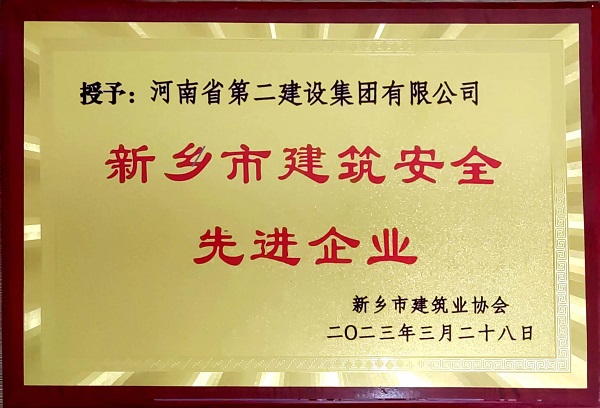 授予：河南省第二建设集团有限公司
新乡市建筑安全
先进企业
新乡市建筑业协会
二〇二三年三月二十八日